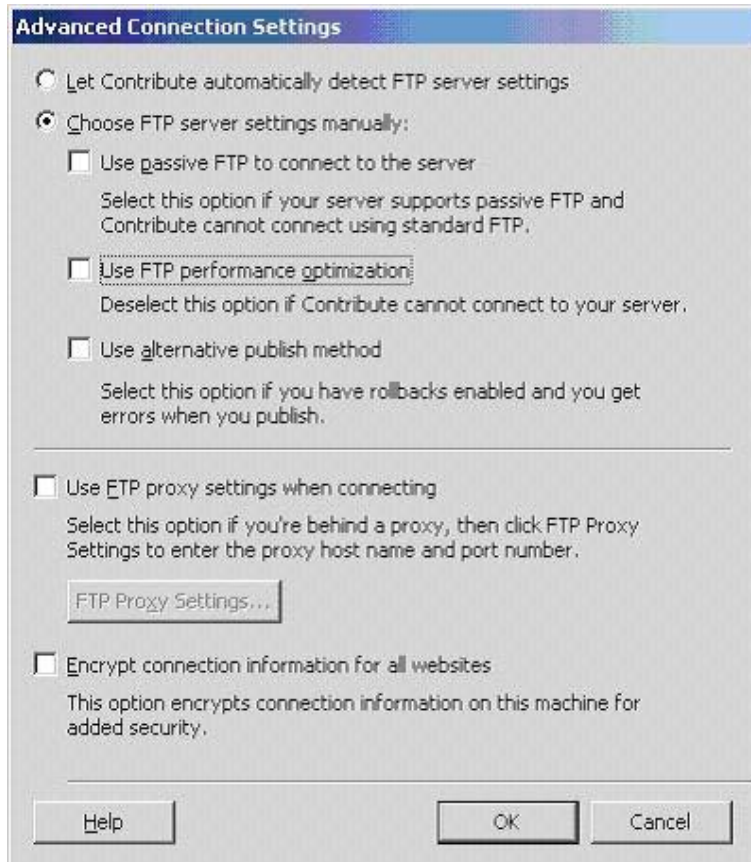 Advanced Connection Settings
Let Contribute automatically detect FTP server settings
Choose FTP server settings manually:
Use passive FTP to connect to the server
Select this option if your server supports passive FTP and
Contribute cannot connect using standard FTP.
Use FTP performance optimization
Deselect this option if Contribute cannot connect to your server.
Use alternative publish method
Select this option if you have rollbacks enabled and you get
errors when you publish.
Use FTP proxy settings when connecting
Select this option if you're behind a proxy, then click FTP Proxy
Settings to enter the proxy host name and port number.
FTP Proxy Settings...
Encrypt connection information for all websites
This option encrypts connection information on this machine for
added security.
Help OK Cancel